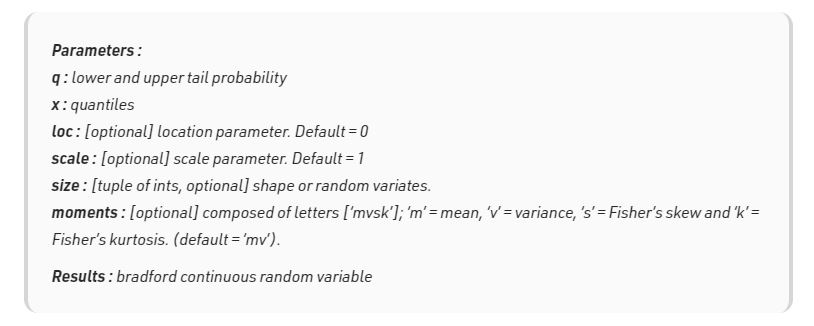 Parameters :
q : lower and upper tail probability
x : quantiles
loc : [optional] location parameter. Default = 0
scale : [optional] scale parameter. Default = 1
size : [tuple of ints, optional] shape or random variates.
moments : [optional] composed of letters [‘mvsk’]; ‘m’ = mean, ‘v’ = variance, ‘s’ = Fisher’s skew and ‘k’ =
Fisher’s kurtosis. (default = ‘mv’).
Results : bradford continuous random variable